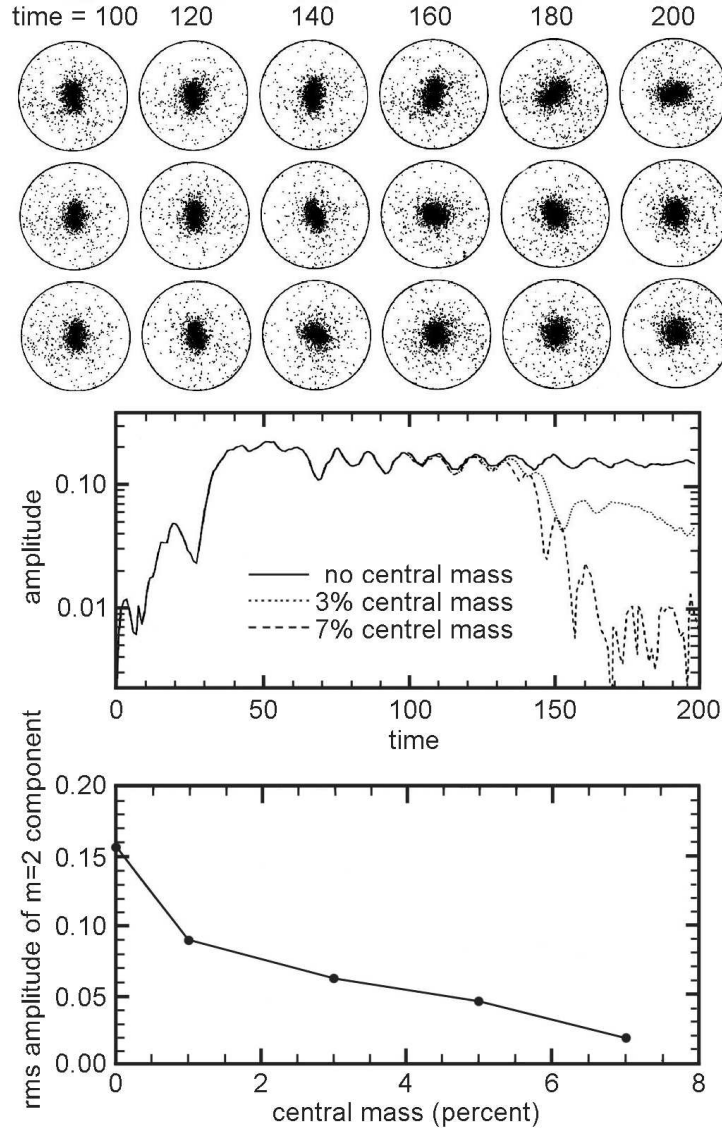 time = 100 120 140 160 180 200
0.10
0.01
amplitude
no central mass
3% central mass
7% centrel mass
0 50 100 150 200
time
0.20
0.15
0.10
0.05
0.00
rms amplitude of m=2 component
0 2 4 6 8
central mass (percent)